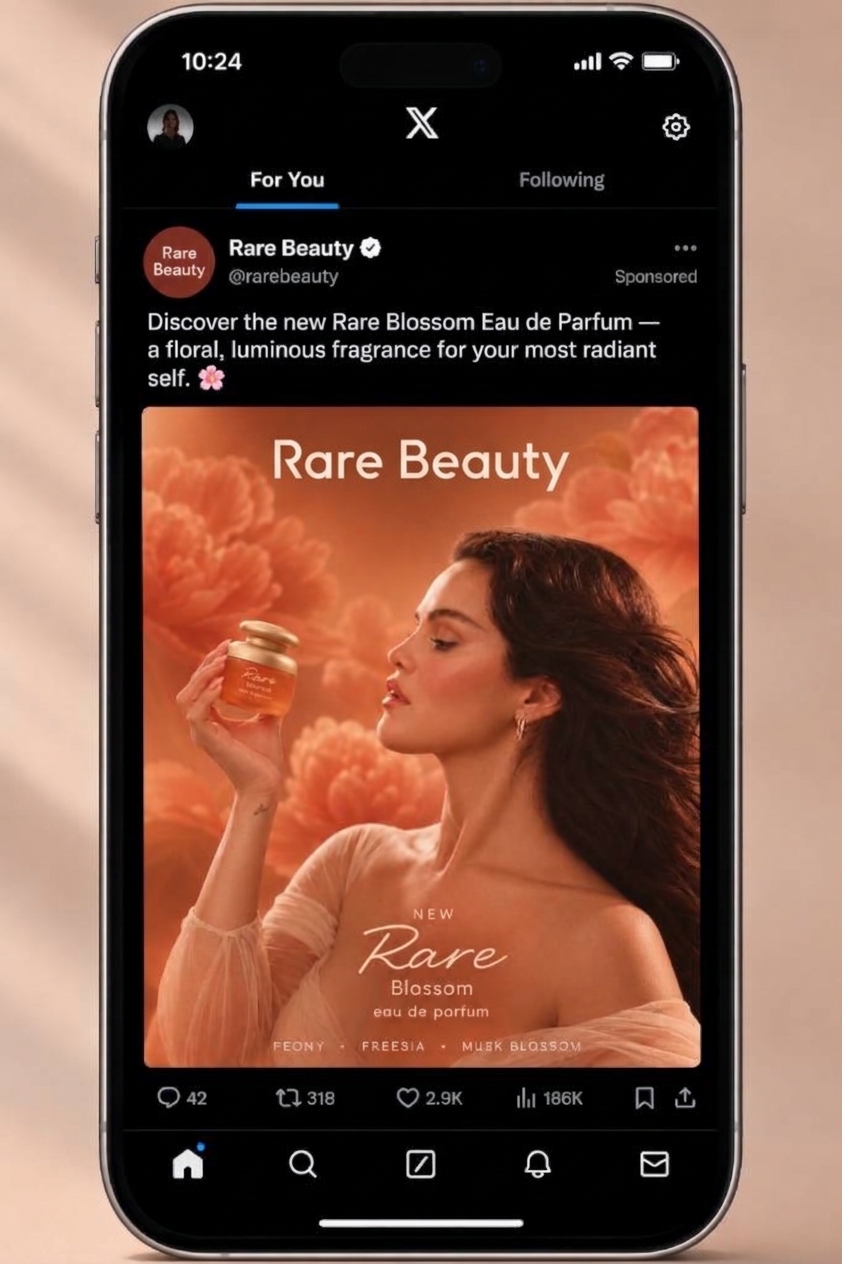 10:24
X
For You
Following
Rare
Beauty
Rare Beauty
@rarebeauty
Sponsored
Discover the new Rare Blossom Eau de Parfum —
a floral, luminous fragrance for your most radiant
self. 🌸
Rare Beauty
Rare
NEW
Rare
Blossom
eau de parfum
PEONY • FREESIA • MUSK BLOSSOM
42
318
2.9K
186K